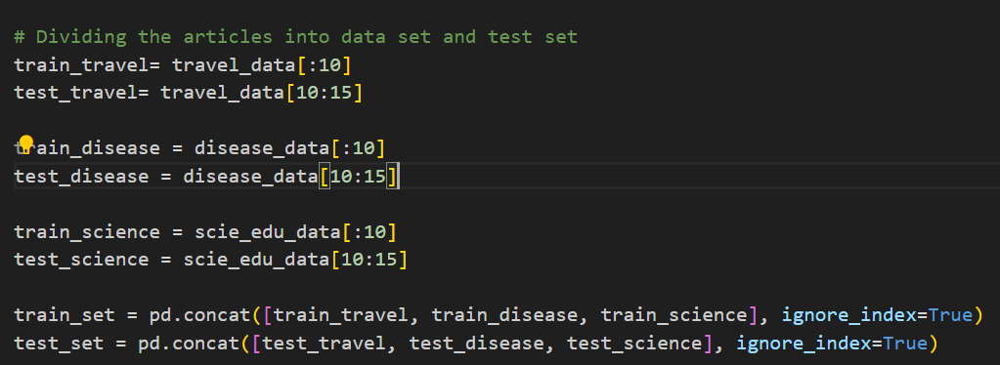 # Dividing the articles into data set and test set
train_travel= travel_data[:10]
test_travel= travel_data[10:15]
train_disease = disease_data[:10]
test_disease = disease_data[10:15]
train_science = scie_edu_data[:10]
test_science = scie_edu_data[10:15]
train_set = pd.concat([train_travel, train_disease, train_science], ignore_index=True)
test_set = pd.concat([test_travel, test_disease, test_science], ignore_index=True)